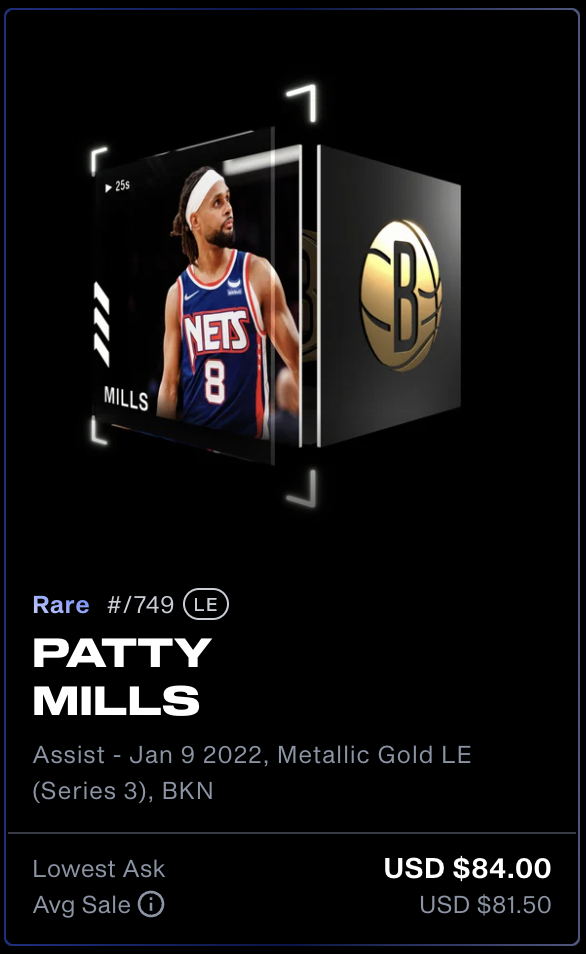 ▶ 25s
NETS
8
MILLS
B
Rare #/749 LE
PATTY
MILLS
Assist - Jan 9 2022, Metallic Gold LE
(Series 3), BKN
Lowest Ask USD $84.00
Avg Sale ⓘ USD $81.50